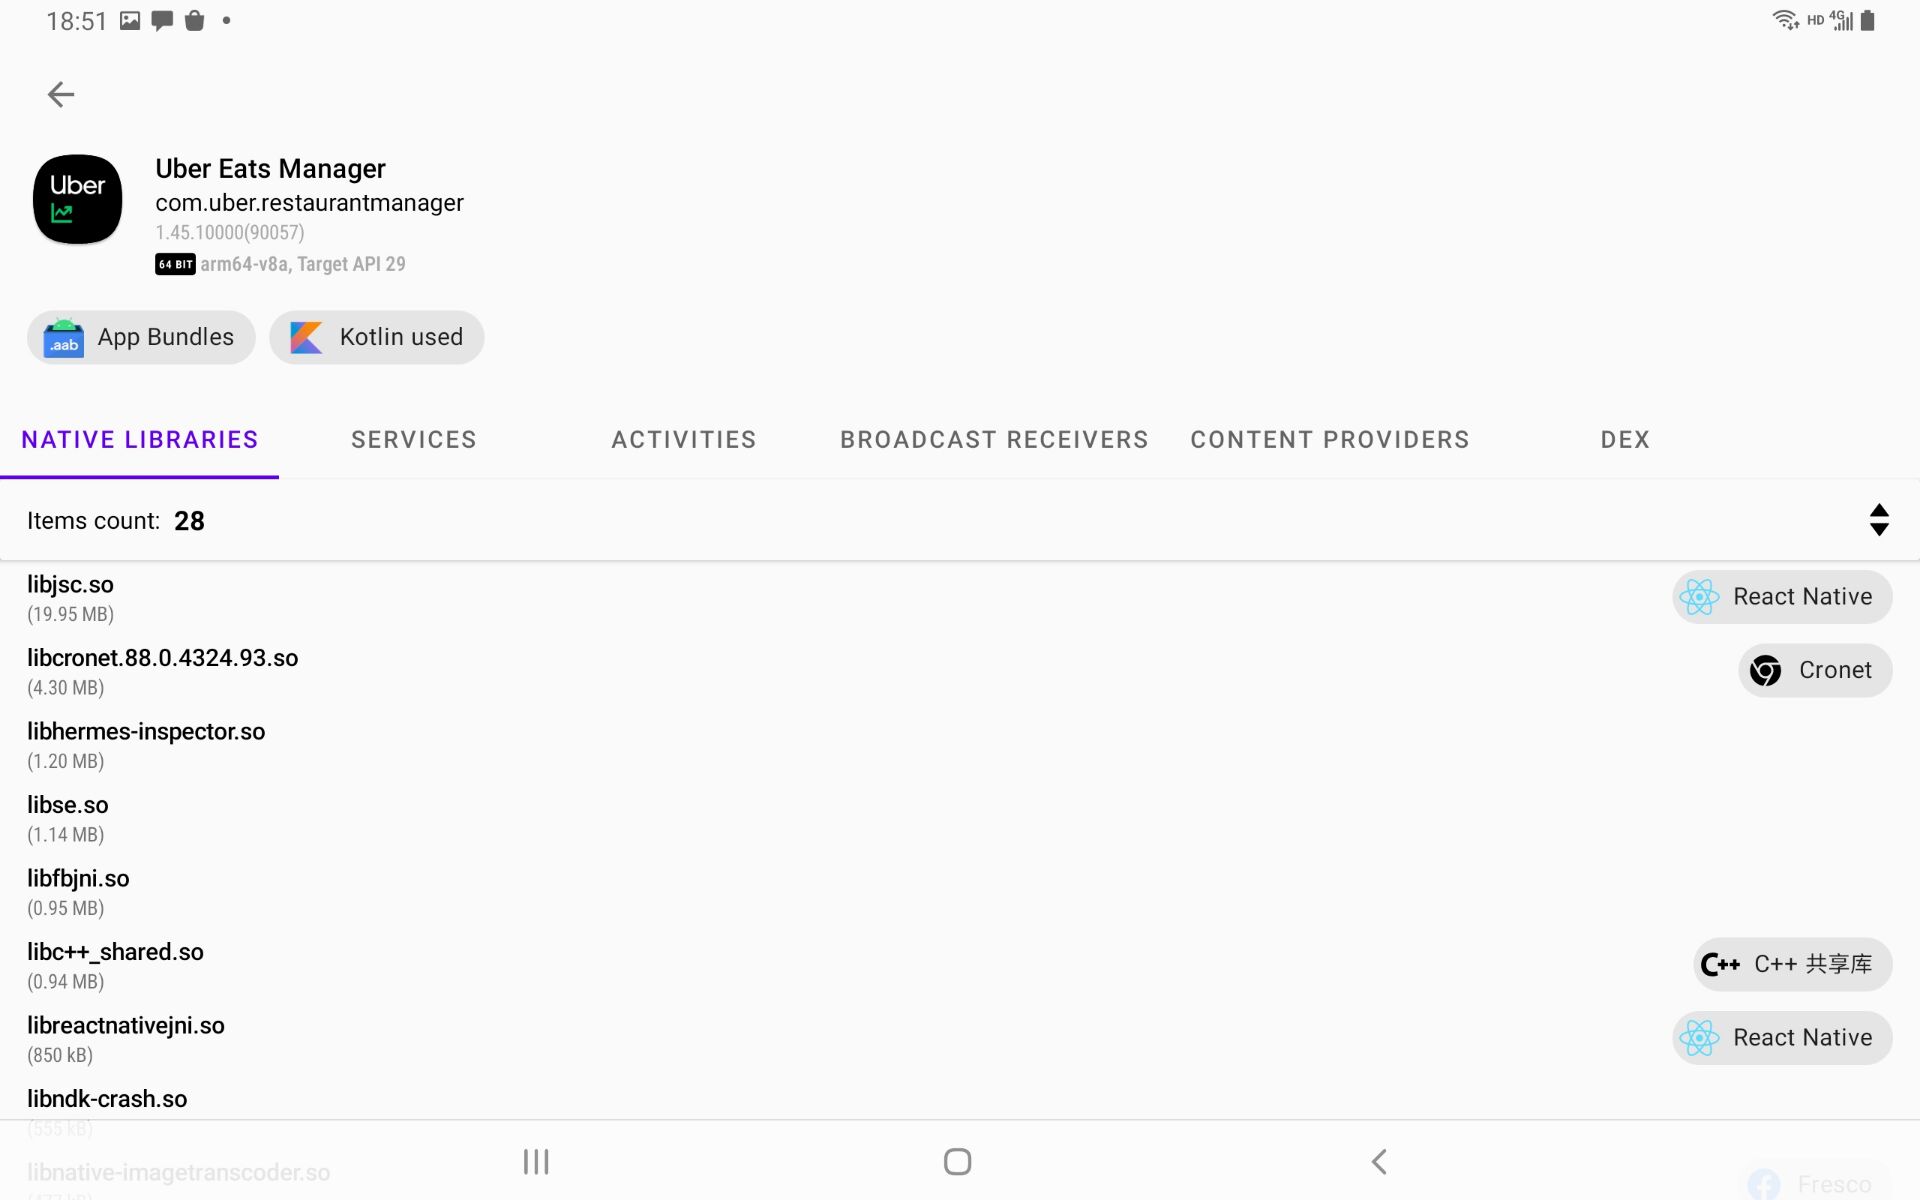 18:51
HD 4G
Uber
Uber Eats Manager
com.uber.restaurantmanager
1.45.10000(90057)
64 BIT arm64-v8a, Target API 29
.aab App Bundles
Kotlin used
NATIVE LIBRARIES SERVICES ACTIVITIES BROADCAST RECEIVERS CONTENT PROVIDERS DEX
Items count: 28
libjsc.so
(19.95 MB)
React Native
libcronet.88.0.4324.93.so
(4.30 MB)
Cronet
libhermes-inspector.so
(1.20 MB)
libse.so
(1.14 MB)
libfbjni.so
(0.95 MB)
libc++_shared.so
(0.94 MB)
C++ C++ 共享库
libreactnativejni.so
(850 kB)
React Native
libndk-crash.so
(555 kB)
libnative-imagetranscoder.so
Fresco